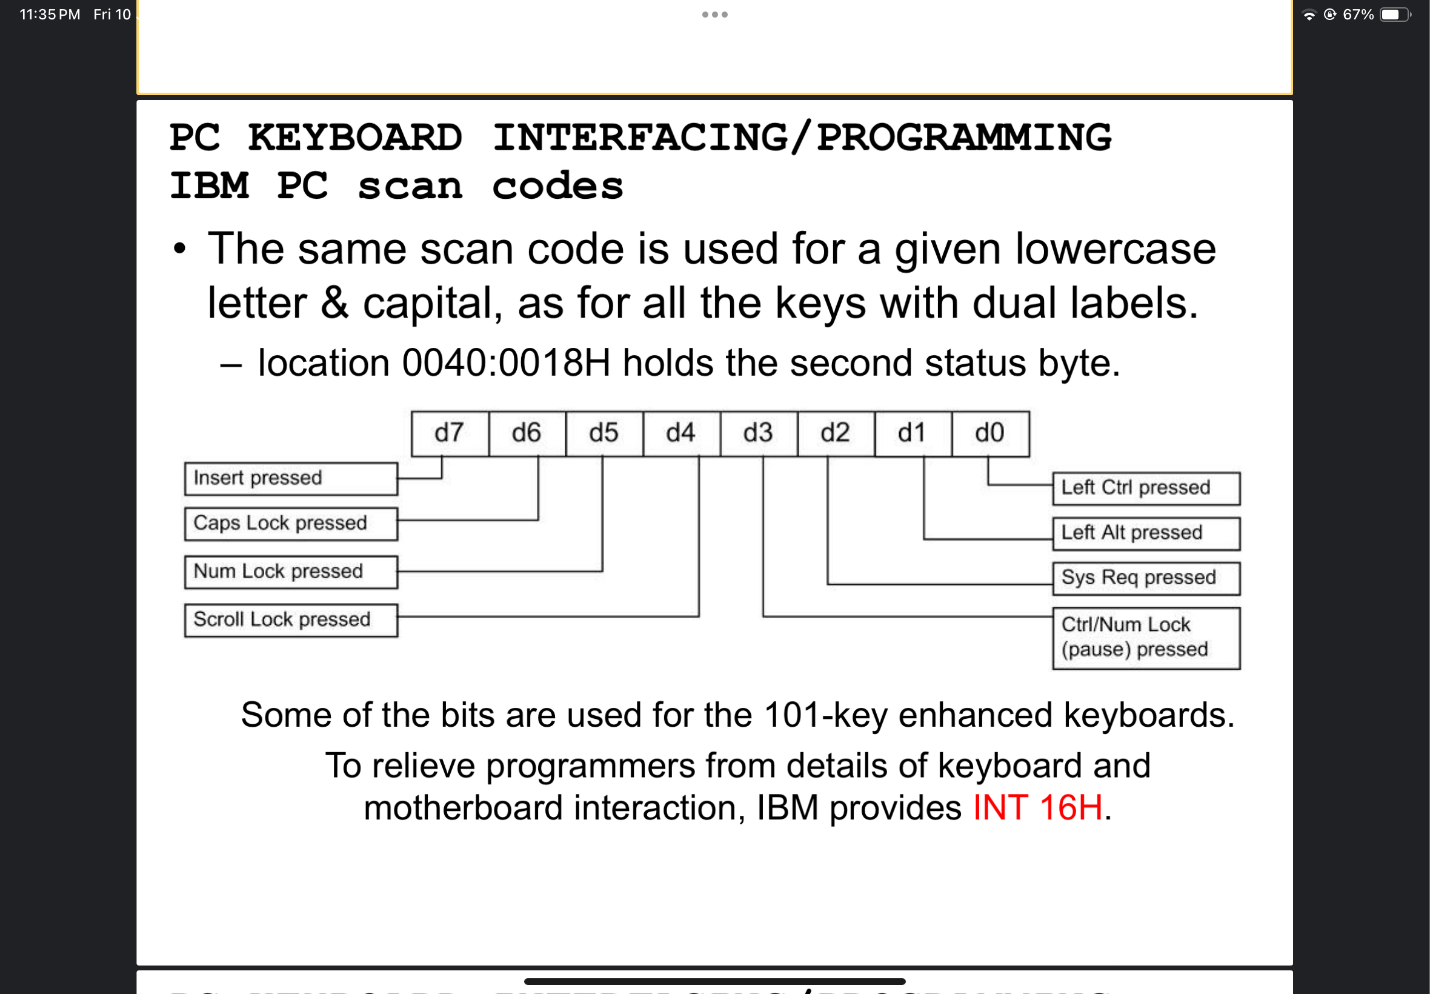 11:35 PM Fri 10
67%
PC KEYBOARD INTERFACING/PROGRAMMING
IBM PC scan codes
• The same scan code is used for a given lowercase
letter & capital, as for all the keys with dual labels.
– location 0040:0018H holds the second status byte.
d7 d6 d5 d4 d3 d2 d1 d0
Insert pressed
Caps Lock pressed
Num Lock pressed
Scroll Lock pressed
Left Ctrl pressed
Left Alt pressed
Sys Req pressed
Ctrl/Num Lock
(pause) pressed
Some of the bits are used for the 101-key enhanced keyboards.
To relieve programmers from details of keyboard and
motherboard interaction, IBM provides INT 16H.